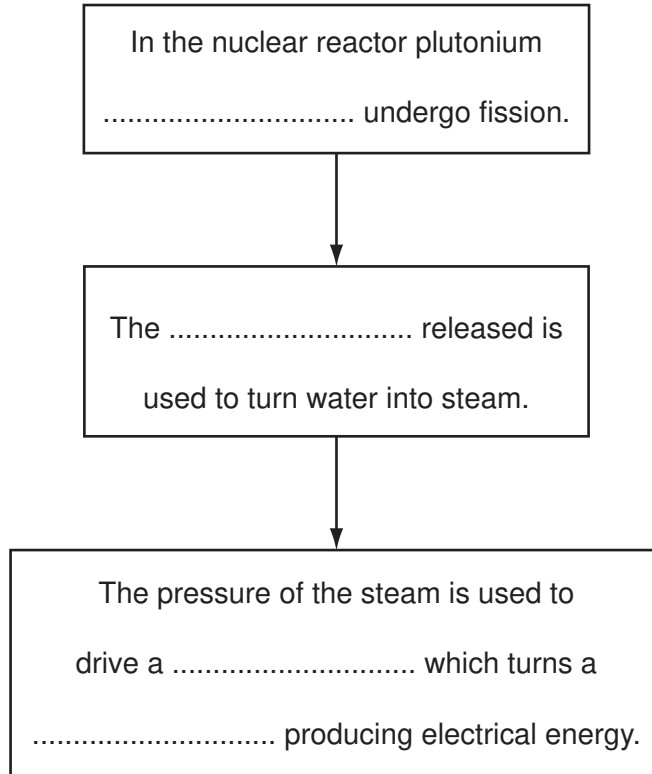 In the nuclear reactor plutonium
............................... undergo fission.
The .............................. released is
used to turn water into steam.
The pressure of the steam is used to
drive a .............................. which turns a
.............................. producing electrical energy.